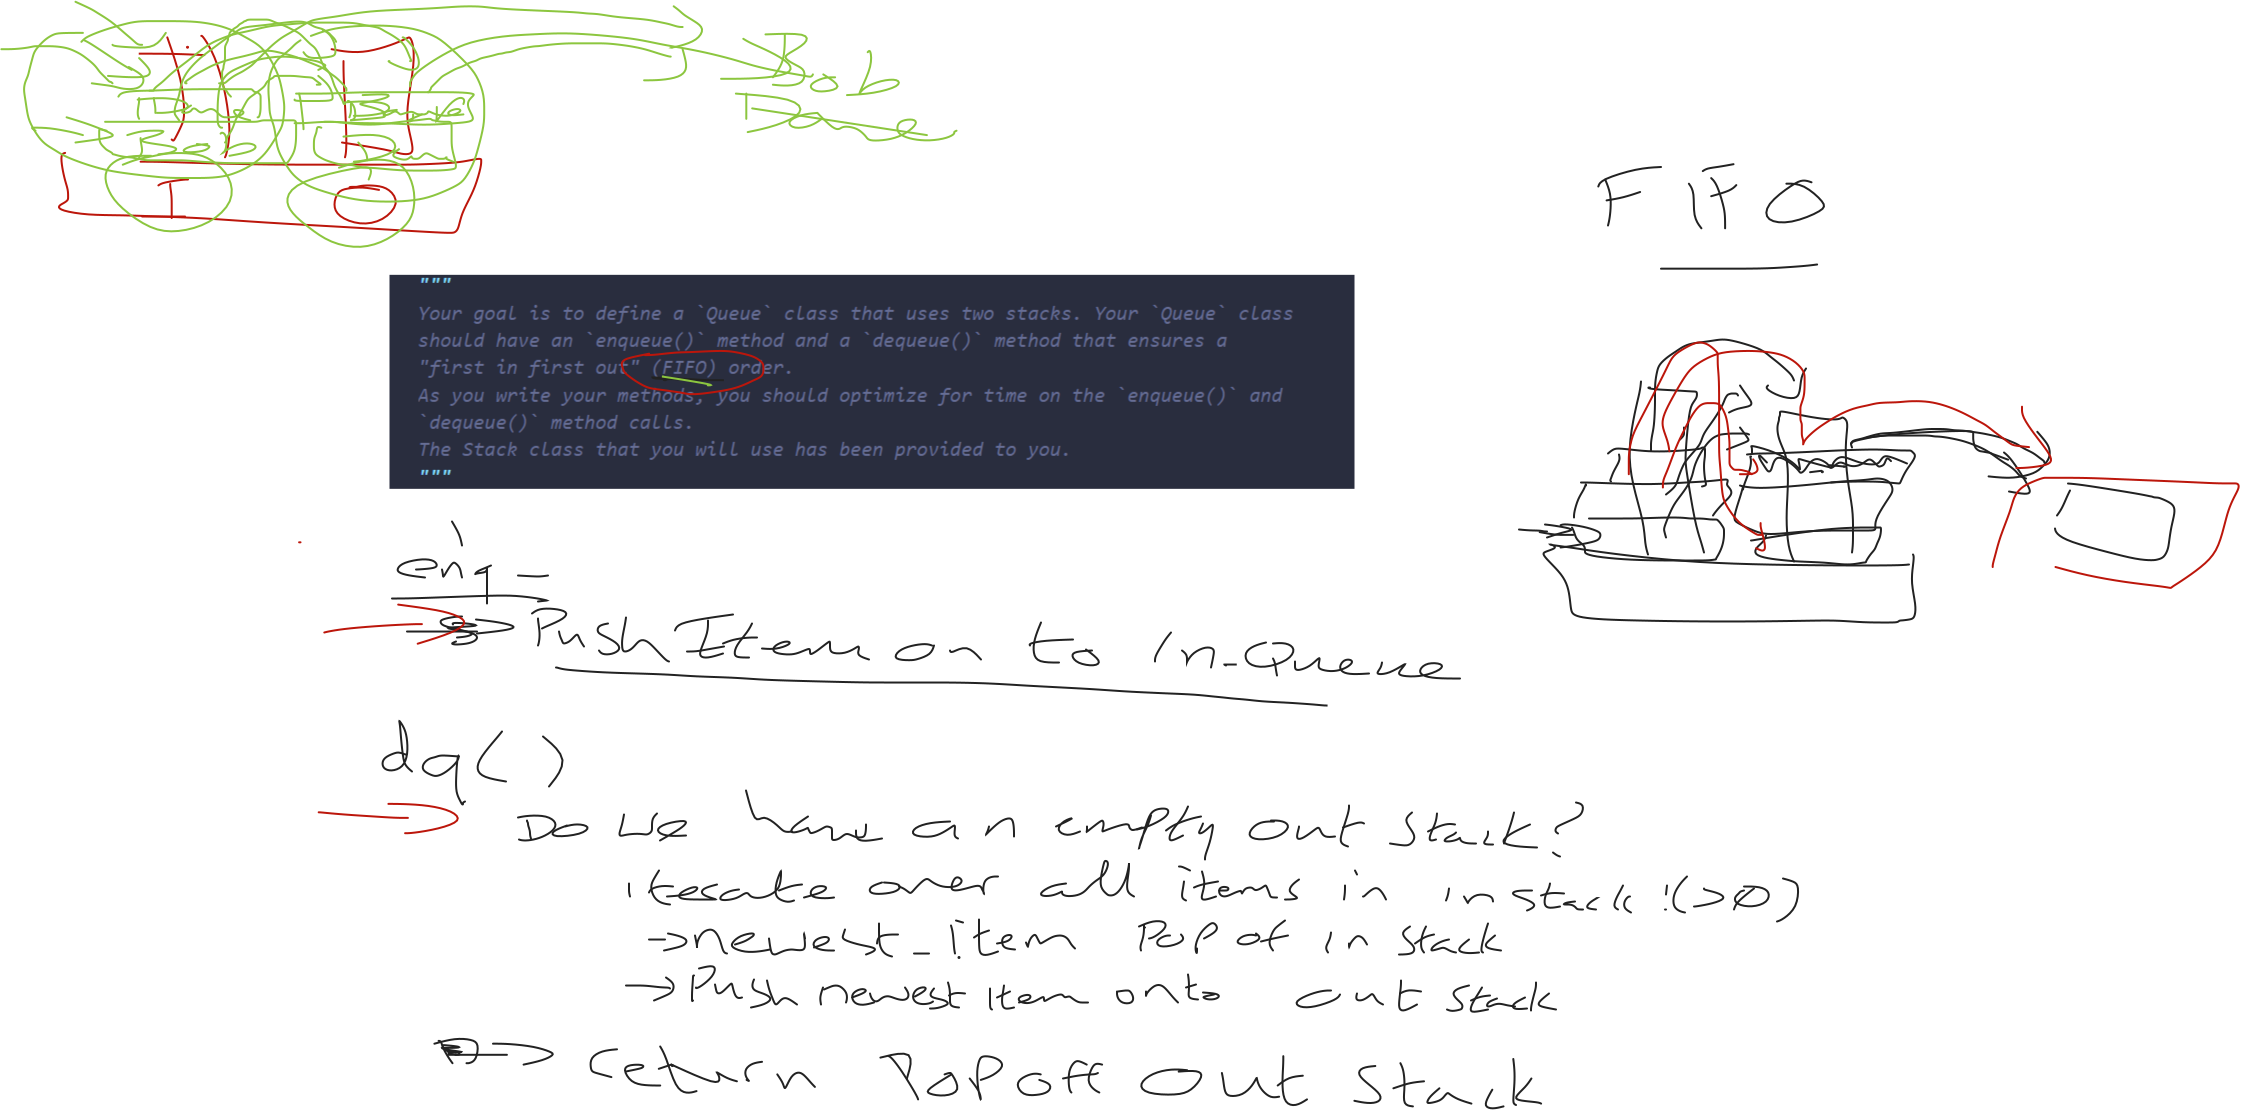 Bob
Dave
Dave
Bob
I
O
FIFO
"""
Your goal is to define a `Queue` class that uses two stacks. Your `Queue` class
should have an `enqueue()` method and a `dequeue()` method that ensures a
"first in first out" (FIFO) order.
As you write your methods, you should optimize for time on the `enqueue()` and
`dequeue()` method calls.
The Stack class that you will use has been provided to you.
"""
enq -
Push Item on to In-Queue
dq()
Do we have an empty out stack?
iterate over all items in instack !(>0)
→ newest_item Pop of in stack
→ Push newest item onto out stack
→ return Pop off Out Stack